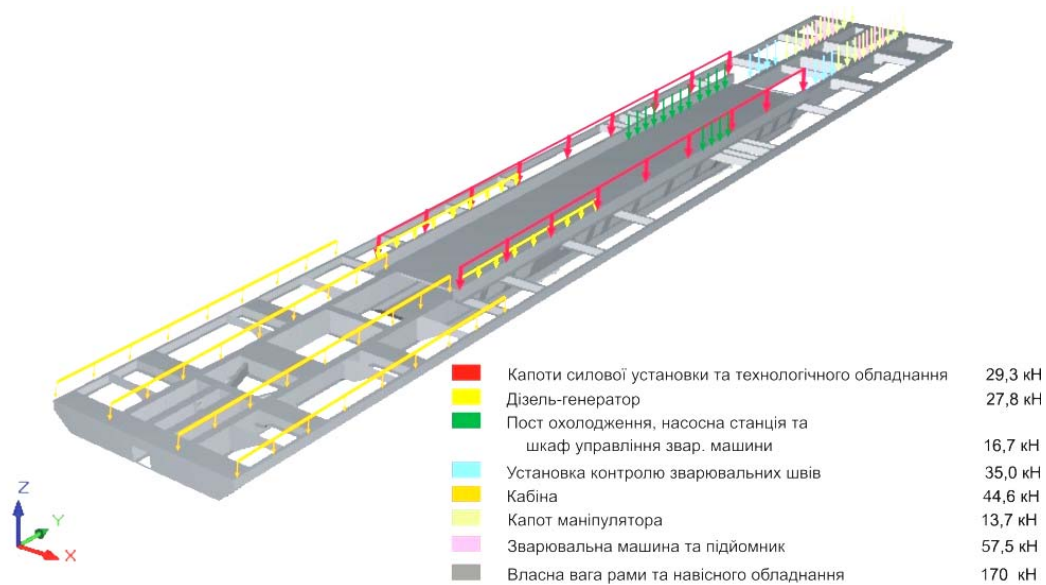 Капоти силової установки та технологічного обладнання 29,3 кН
Дізель-генератор 27,8 кН
Пост охолодження, насосна станція та
шкаф управління звар. машини 16,7 кН
Установка контролю зварювальних швів 35,0 кН
Кабіна 44,6 кН
Капот маніпулятора 13,7 кН
Зварювальна машина та підйомник 57,5 кН
Власна вага рами та навісного обладнання 170 кН
Z
Y
X